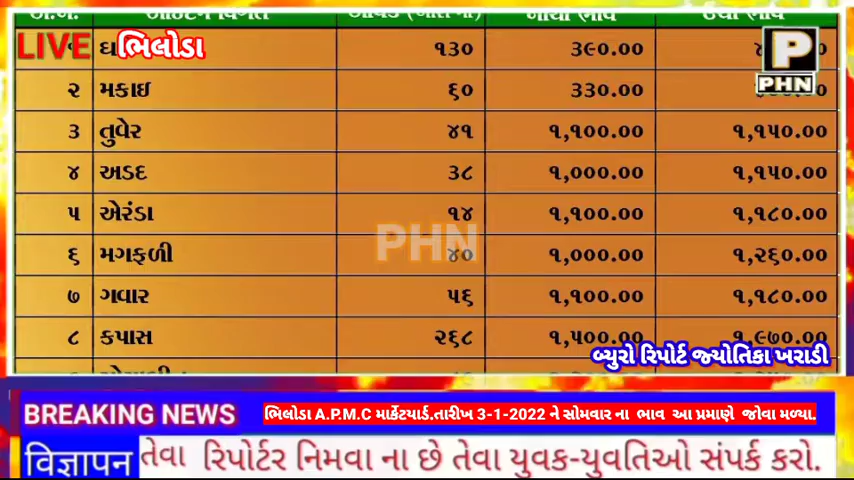 LIVE ભિલોડા
૧૩૦ ૩૯૦.૦૦
P
PHN
૨ મકાઇ ૬૦ ૩૩૦.૦૦
૩ તુવેર ૪૧ ૧,૧૦૦.૦૦ ૧,૧૫૦.૦૦
૪ અડદ ૩૮ ૧,૦૦૦.૦૦ ૧,૧૫૦.૦૦
૫ એરંડા ૧૪ ૧,૧૦૦.૦૦ ૧,૧૮૦.૦૦
PHN
૬ મગફળી ૪૦ ૧,૦૦૦.૦૦ ૧,૨૬૦.૦૦
૭ ગવાર ૫૬ ૧,૧૦૦.૦૦ ૧,૧૮૦.૦૦
૮ કપાસ ૨૬૮ ૧,૫૦૦.૦૦ ૧,૯૭૦.૦૦
બ્યુરો રિપોર્ટ જ્યોતિકા ખરાડી
BREAKING NEWS ભિલોડા A.P.M.C માર્કેટયાર્ડ.તારીખ 3-1-2022 ને સોમવાર ના ભાવ આ પ્રમાણે જોવા મળ્યા.
વિજ્ઞાપન તેવા રિપોર્ટર નિમવા ના છે તેવા યુવક-યુવતિઓ સંપર્ક કરો.